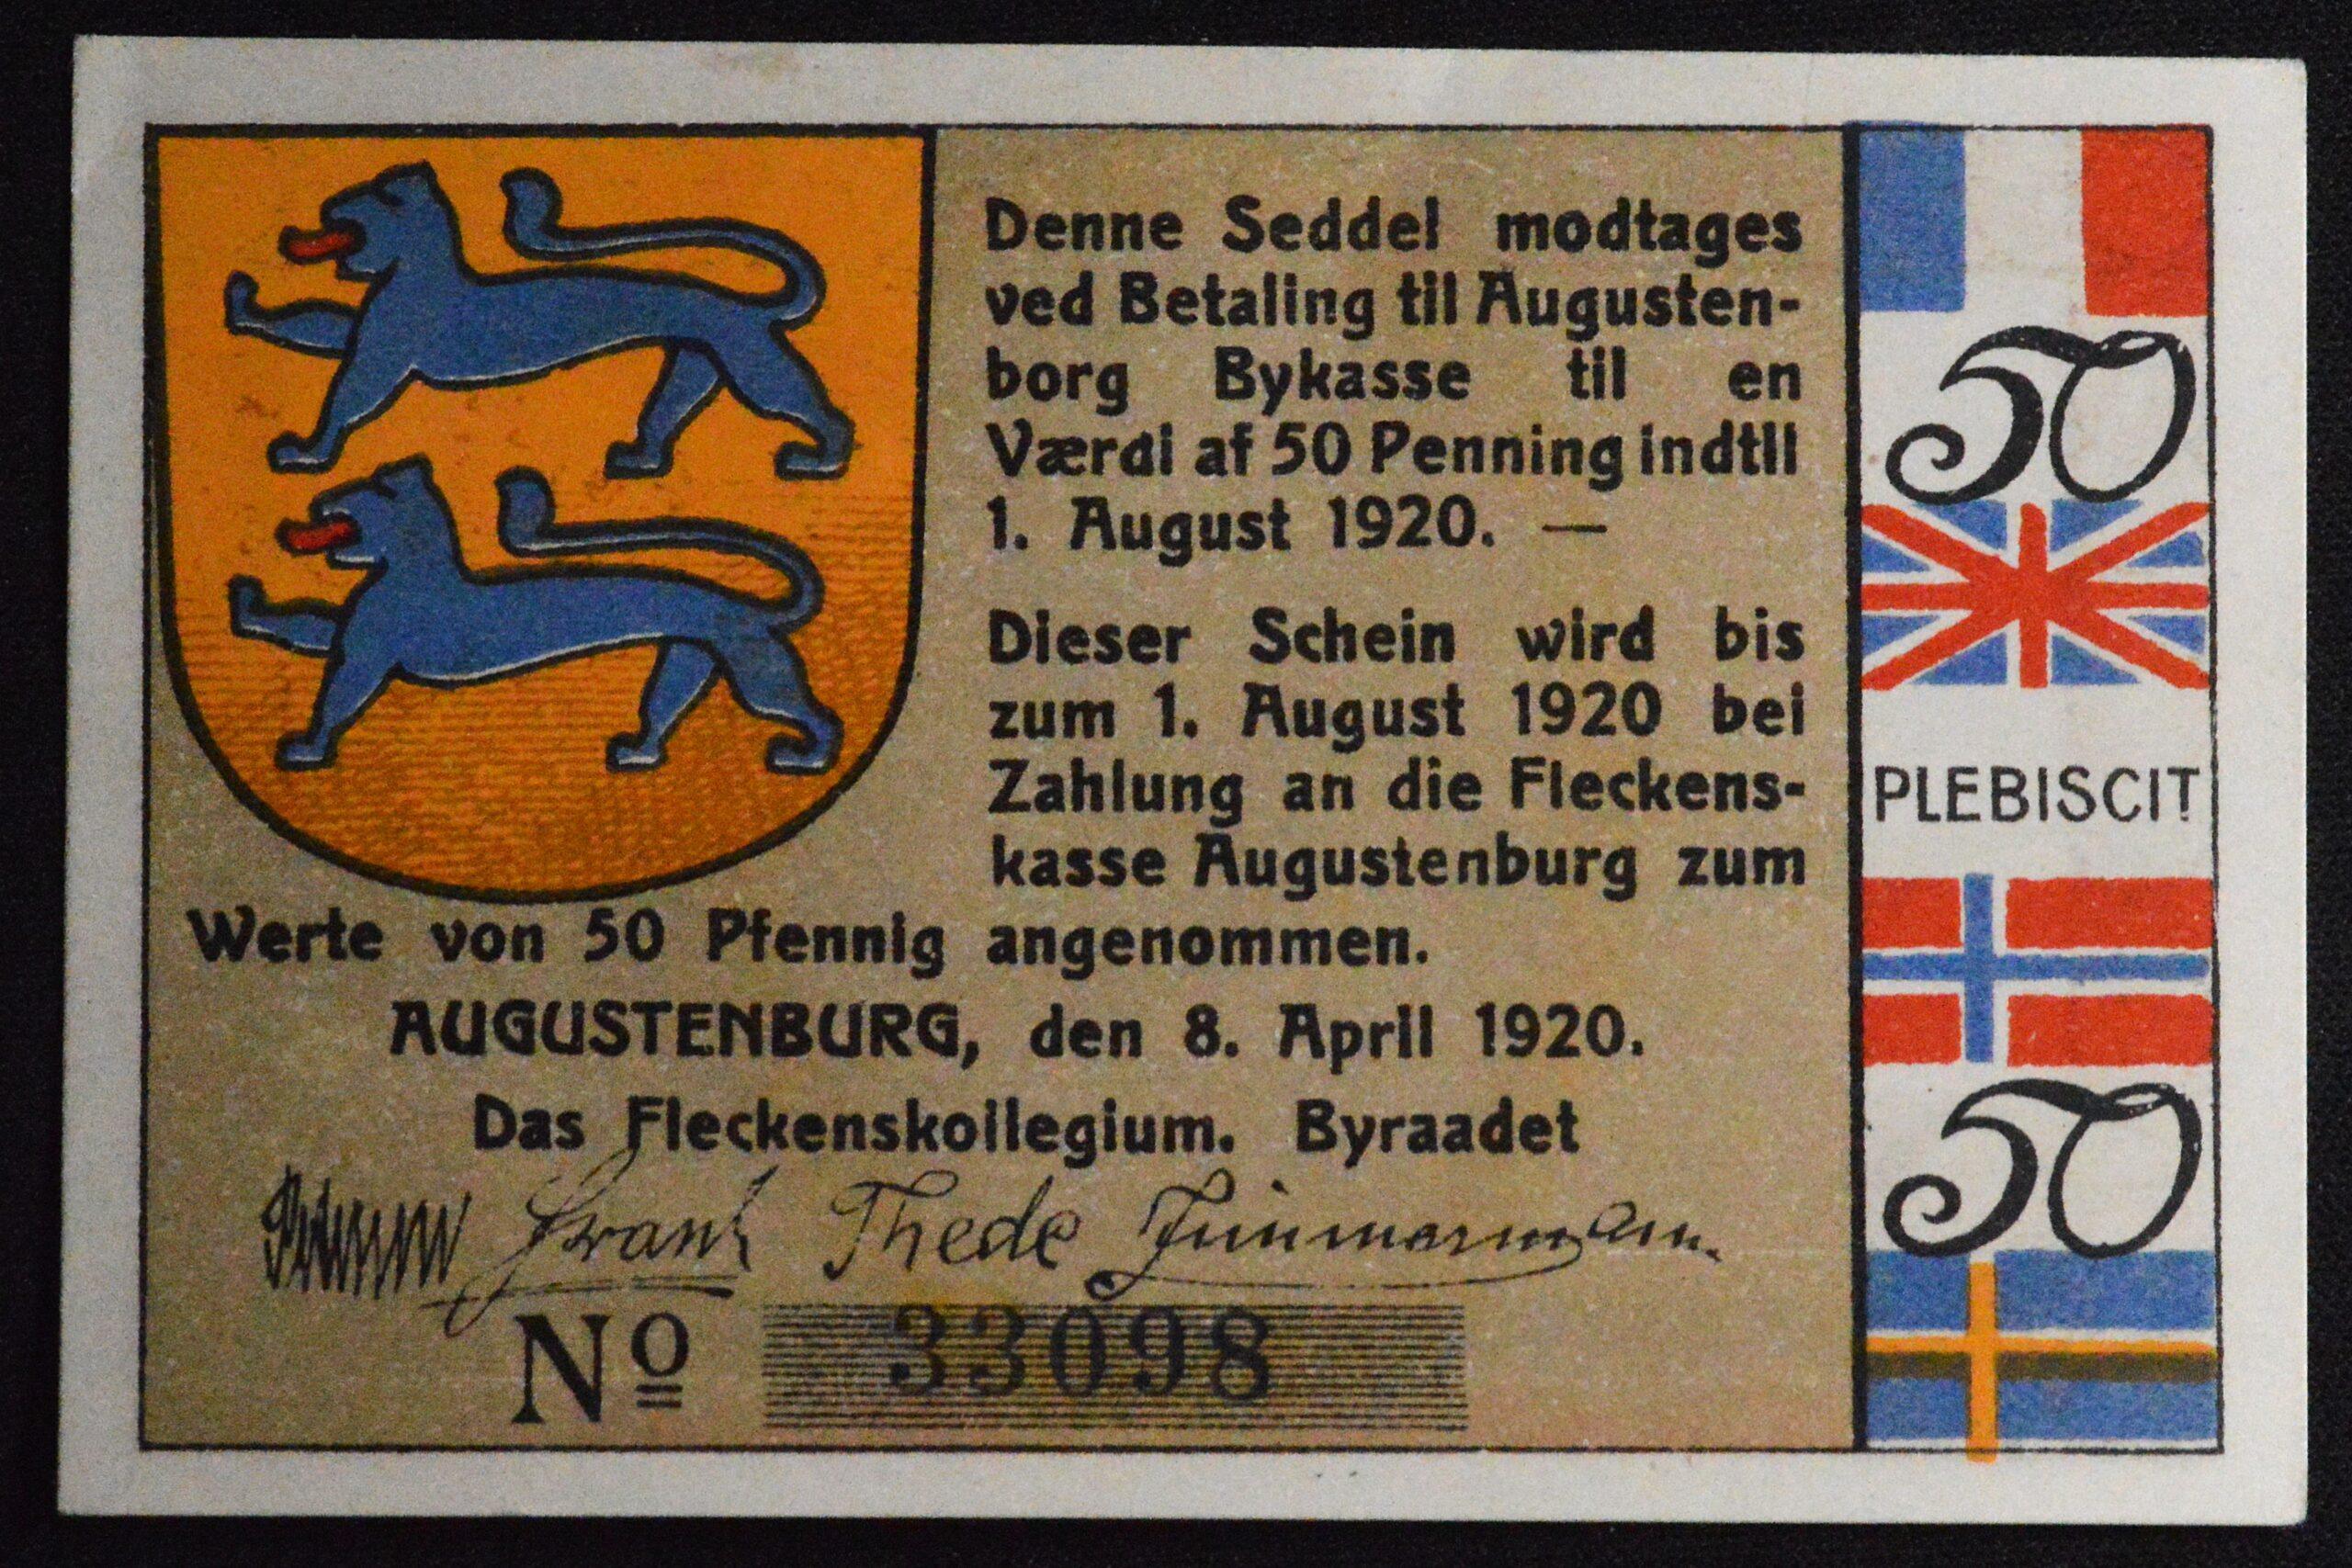 Denne Seddel modtages
ved Betaling til Augusten-
borg Bykasse til en
Værdi af 50 Penning indtil
1. August 1920. —
Dieser Schein wird bis
zum 1. August 1920 bei
Zahlung an die Fleckens-
kasse Augustenburg zum
Werte von 50 Pfennig angenommen.
AUGUSTENBURG, den 8. April 1920.
Das Fleckenskollegium. Byraadet
Thede Zimmermann.
No 33098
50
PLEBISCIT
50